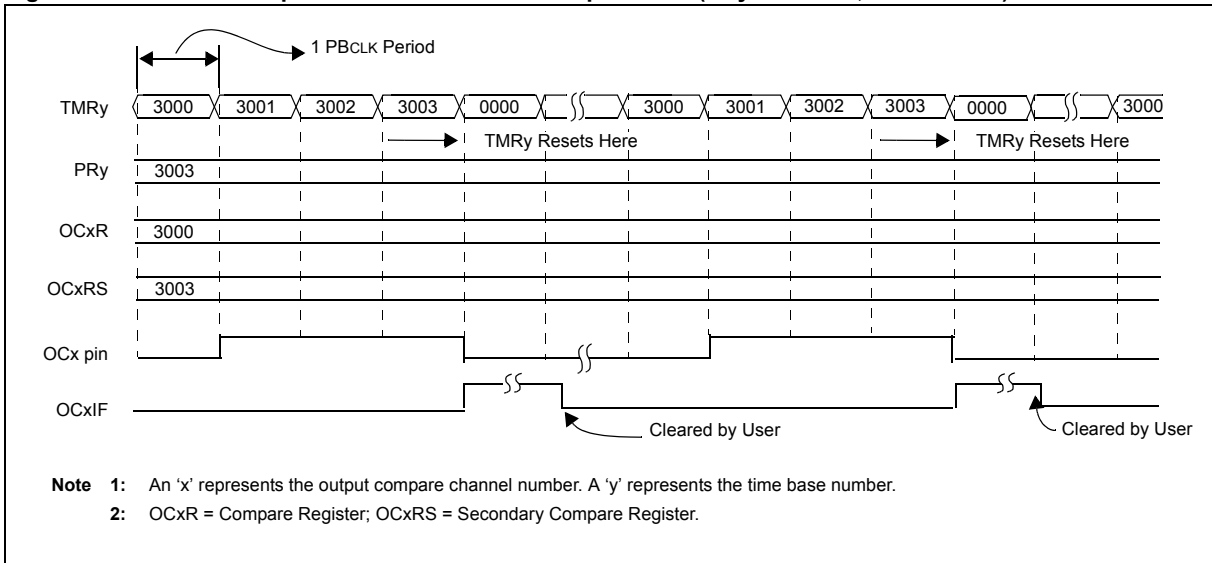 1 PBCLK Period
TMRy 3000 3001 3002 3003 0000 3000 3001 3002 3003 0000 3000
TMRy Resets Here TMRy Resets Here
PRy 3003
OCxR 3000
OCxRS 3003
OCx pin
OCxIF
Cleared by User Cleared by User
Note 1: An ‘x’ represents the output compare channel number. A ‘y’ represents the time base number.
2: OCxR = Compare Register; OCxRS = Secondary Compare Register.